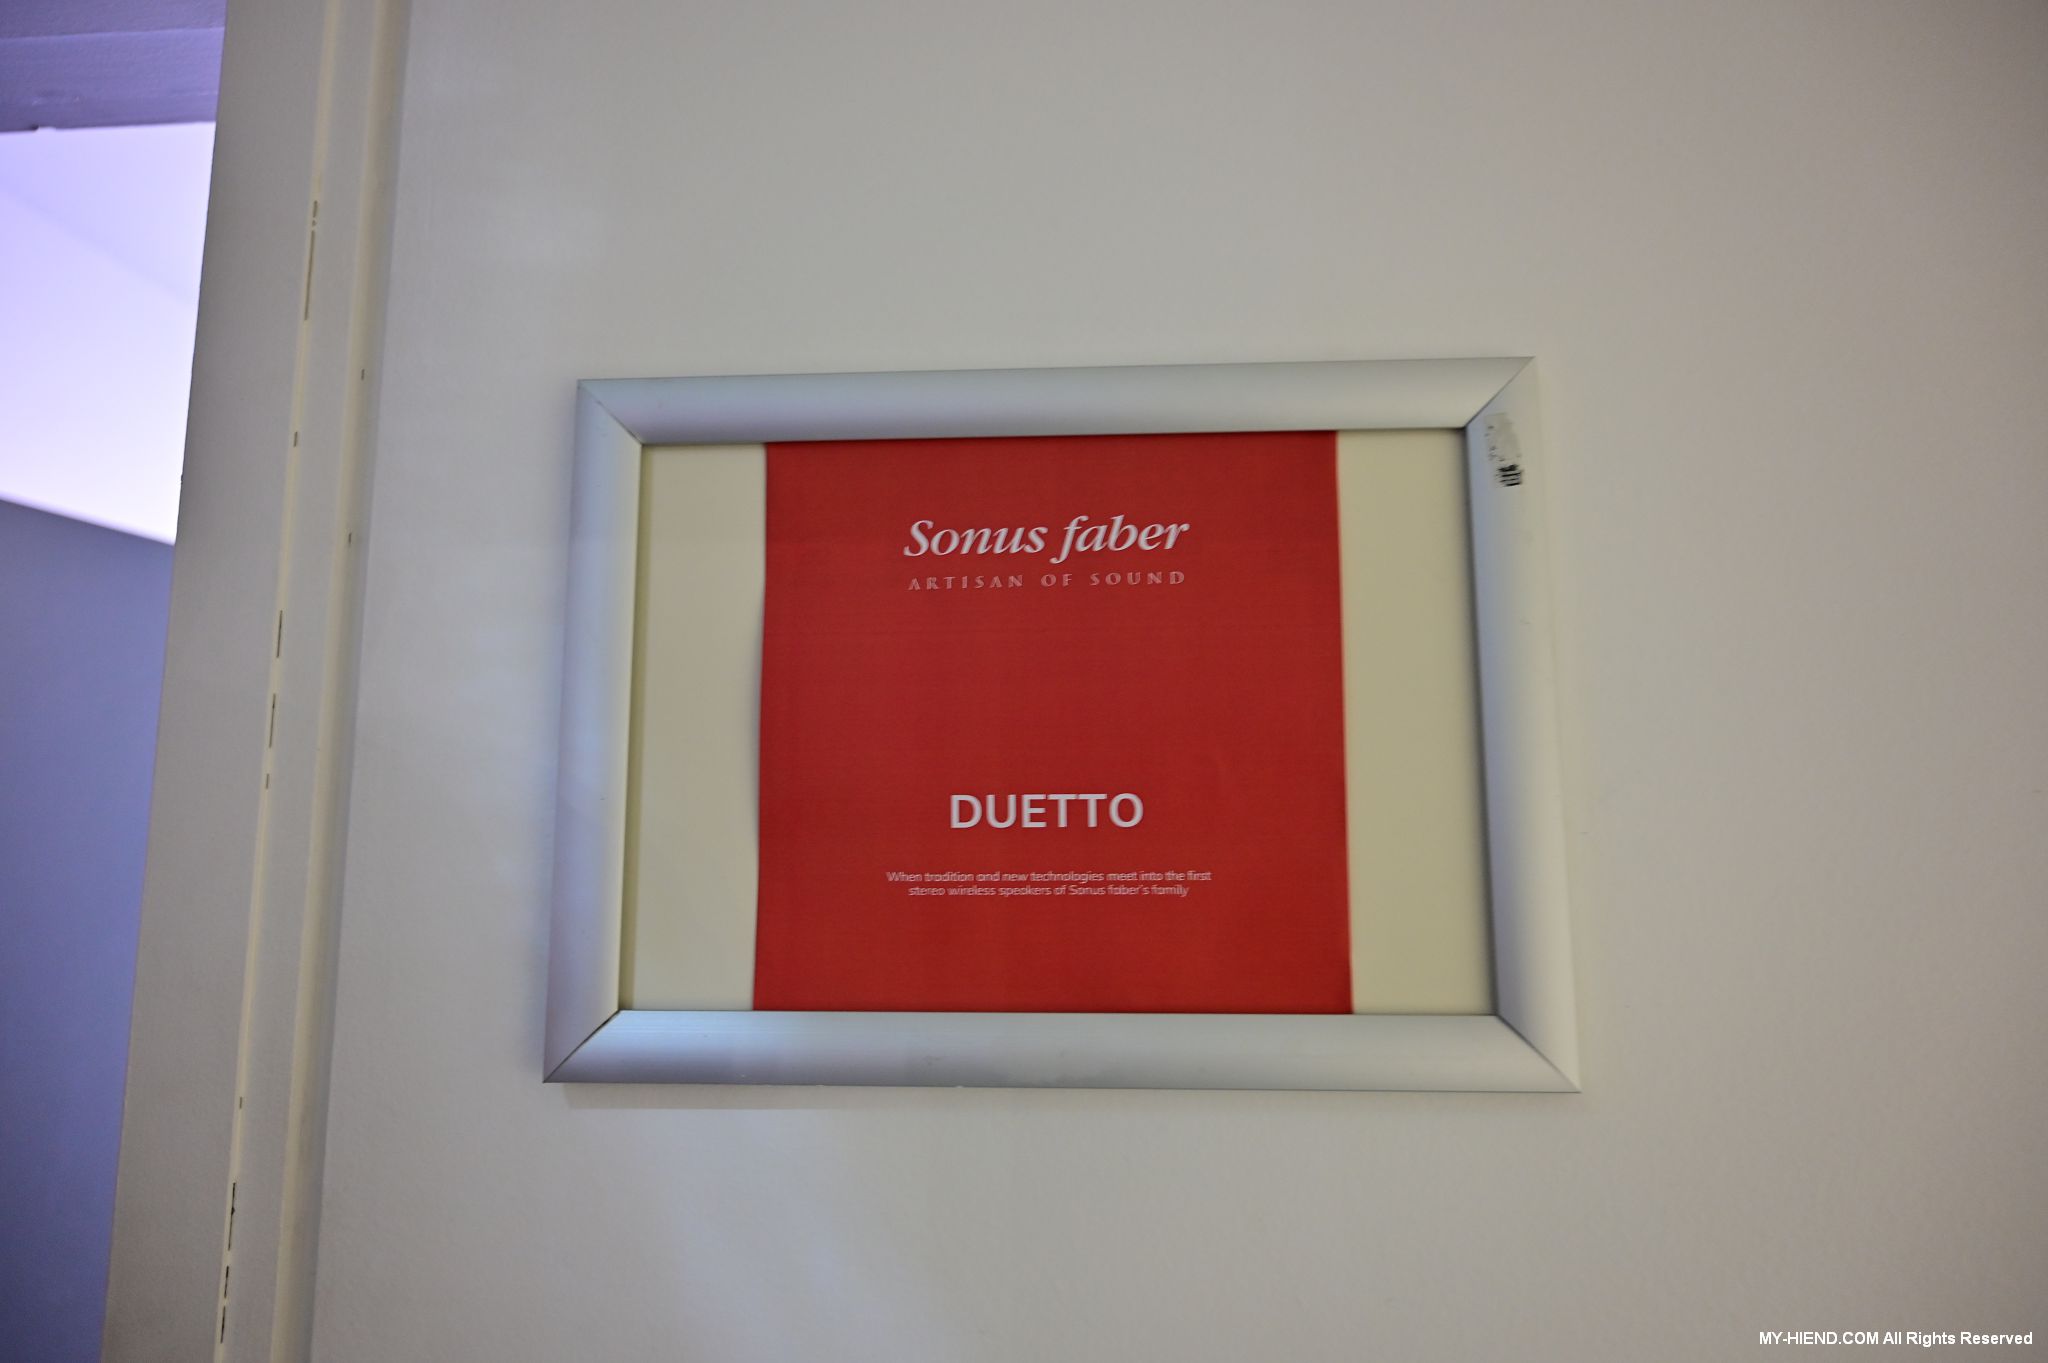 Sonus faber
ARTISAN OF SOUND
DUETTO
When tradition and new technologies meet into the first
stereo wireless speakers of Sonus faber's family
MY-HIEND.COM All Rights Reserved